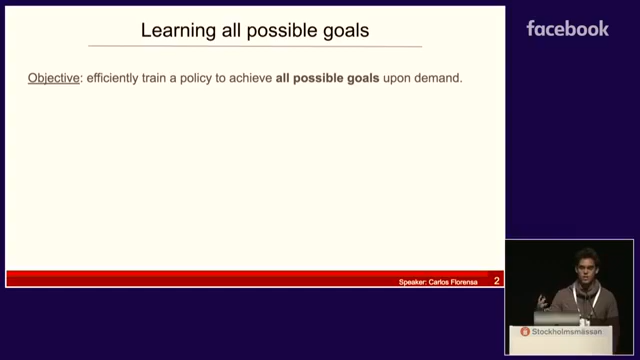 Learning all possible goals
facebook
Objective: efficiently train a policy to achieve all possible goals upon demand.
Speaker: Carlos Florensa 2
Stockholmsmässan